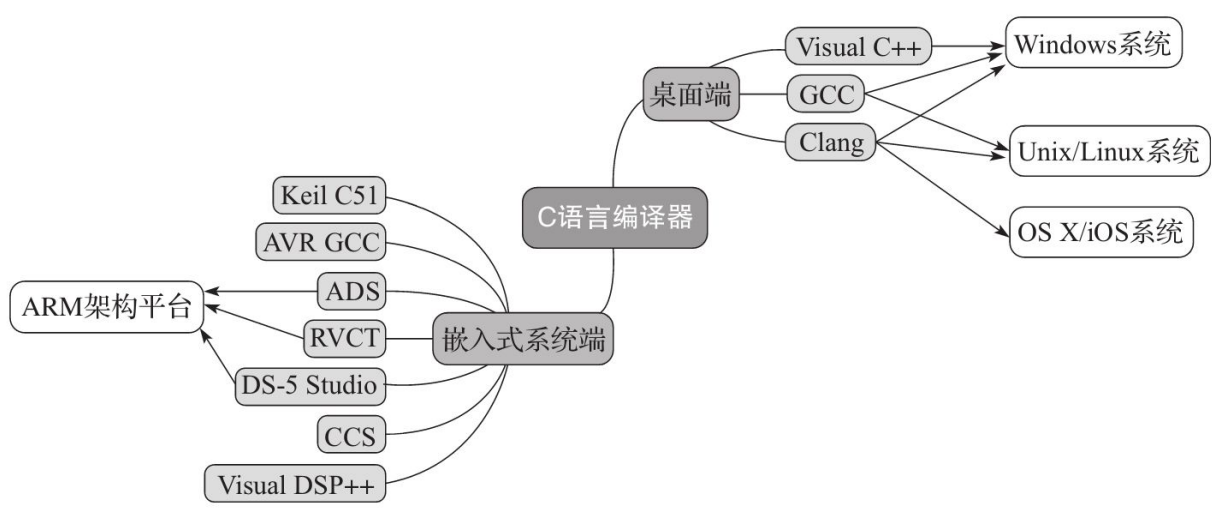 Visual C++
Windows系统
桌面端
GCC
Clang
Unix/Linux系统
Keil C51
C语言编译器
OS X/iOS系统
AVR GCC
ADS
ARM架构平台
RVCT
嵌入式系统端
DS-5 Studio
CCS
Visual DSP++